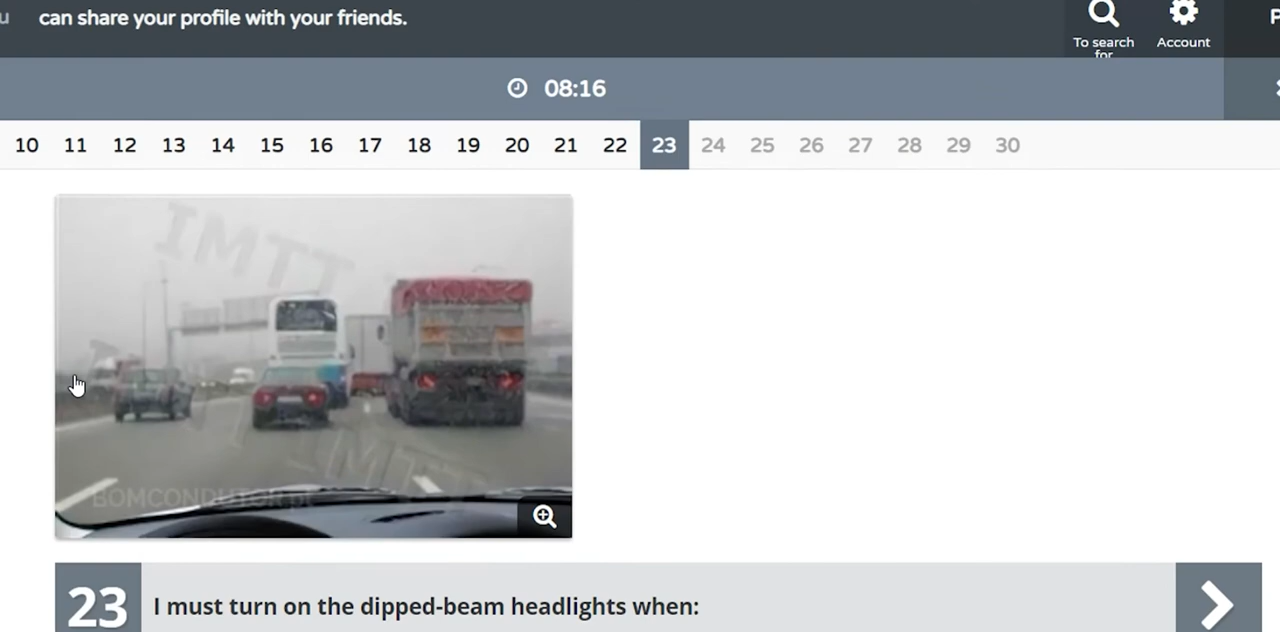 u can share your profile with your friends.
To search for
Account
P
08:16
10 11 12 13 14 15 16 17 18 19 20 21 22 23 24 25 26 27 28 29 30
IMTT
IMTT
BOMCONDUTOR.pt
23 I must turn on the dipped-beam headlights when: